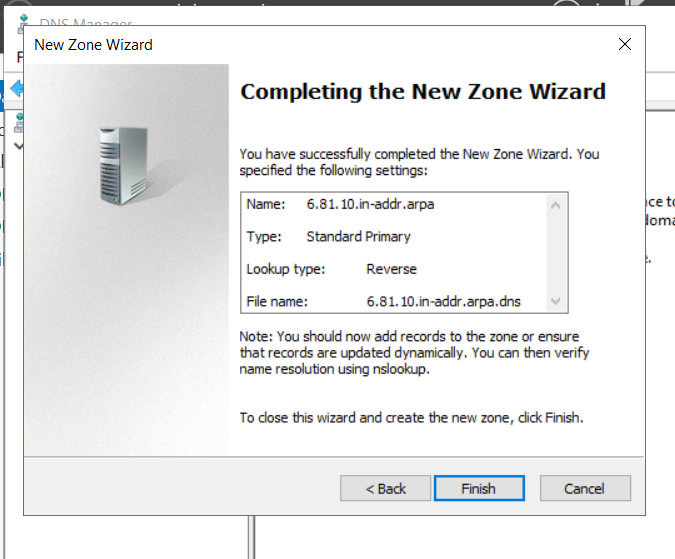 DNS Manager
New Zone Wizard
Completing the New Zone Wizard
You have successfully completed the New Zone Wizard. You
specified the following settings:
Name: 6.81.10.in-addr.arpa
Type: Standard Primary
Lookup type: Reverse
File name: 6.81.10.in-addr.arpa.dns
Note: You should now add records to the zone or ensure
that records are updated dynamically. You can then verify
name resolution using nslookup.
To close this wizard and create the new zone, click Finish.
< Back
Finish
Cancel